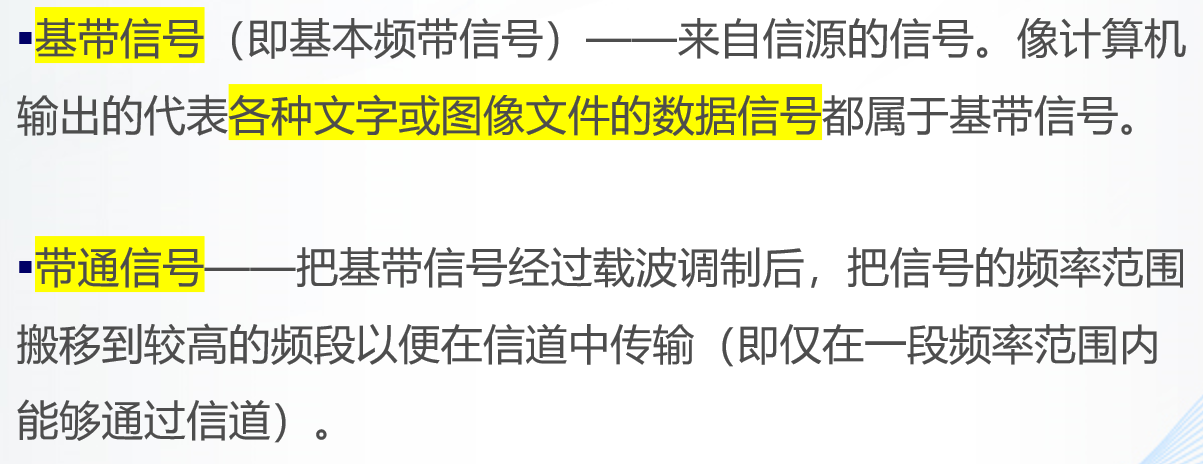 ▪基带信号（即基本频带信号）——来自信源的信号。像计算机
输出的代表各种文字或图像文件的数据信号都属于基带信号。
▪带通信号——把基带信号经过载波调制后，把信号的频率范围
搬移到较高的频段以便在信道中传输（即仅在一段频率范围内
能够通过信道）。